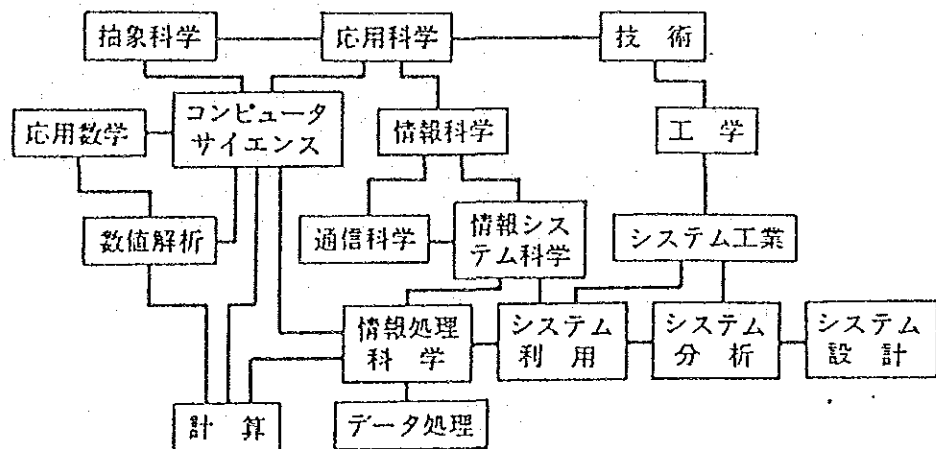 抽象科学
応用科学
技術
コンピュータ
サイエンス
応用数学
情報科学
工学
数値解析
通信科学
情報シス
テム科学
システム工業
情報処理
科学
システム
利用
システム
分析
システム
設計
計算
データ処理